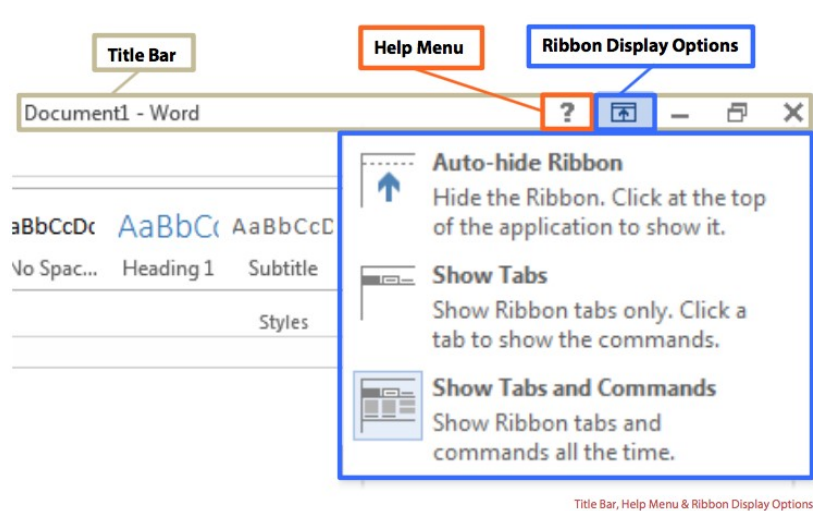 Title Bar
Help Menu
Ribbon Display Options
Document1 - Word
?
Auto-hide Ribbon
Hide the Ribbon. Click at the top
of the application to show it.
aBbCcDc AaBbC( AaBbCcD
No Spac... Heading 1 Subtitle
Styles
Show Tabs
Show Ribbon tabs only. Click a
tab to show the commands.
Show Tabs and Commands
Show Ribbon tabs and
commands all the time.
Title Bar, Help Menu & Ribbon Display Options